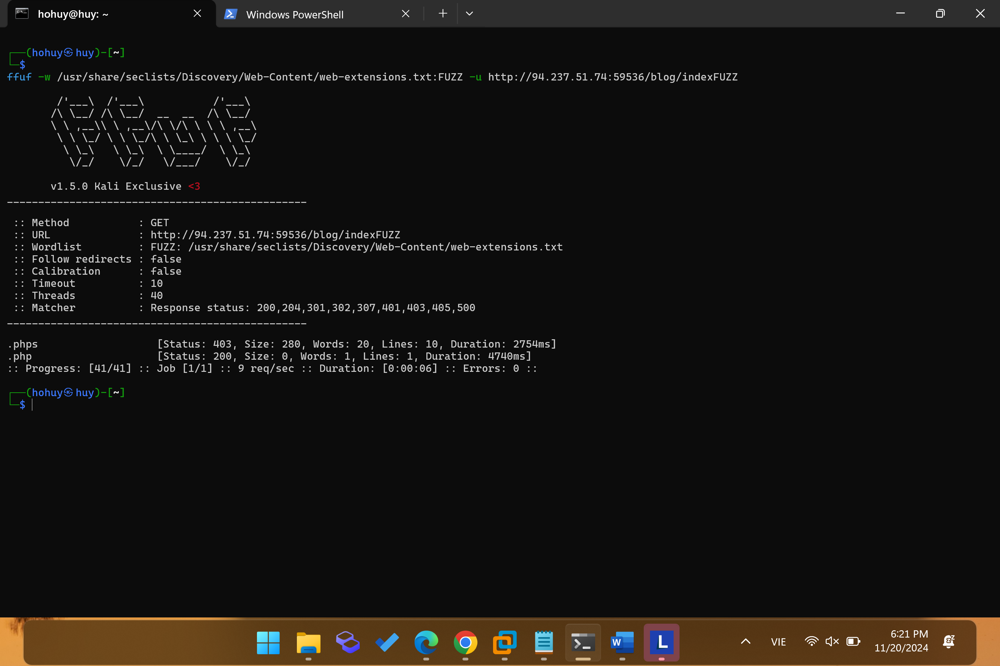 hohuy@huy: ~
Windows PowerShell
┌──(hohuy㉿huy)-[~]
└─$
ffuf -w /usr/share/seclists/Discovery/Web-Content/web-extensions.txt:FUZZ -u http://94.237.51.74:59536/blog/indexFUZZ
        /'___\  /'___\           /'___\
       /\ \__/ /\ \__/  __  __  /\ \__/
       \ \ ,__\\ \ ,__\/\ \/\ \ \ \ ,__\
        \ \ \_/ \ \ \_/\ \ \_\ \ \ \ \_/
         \ \_\   \ \_\  \ \____/  \ \_\
          \/_/    \/_/   \/___/    \/_/
v1.5.0 Kali Exclusive <3
________________________________________________
:: Method           : GET
:: URL              : http://94.237.51.74:59536/blog/indexFUZZ
:: Wordlist         : FUZZ: /usr/share/seclists/Discovery/Web-Content/web-extensions.txt
:: Follow redirects : false
:: Calibration      : false
:: Timeout          : 10
:: Threads          : 40
:: Matcher          : Response status: 200,204,301,302,307,401,403,405,500
________________________________________________
.phps                   [Status: 403, Size: 280, Words: 20, Lines: 10, Duration: 2754ms]
.php                    [Status: 200, Size: 0, Words: 1, Lines: 1, Duration: 4740ms]
:: Progress: [41/41] :: Job [1/1] :: 9 req/sec :: Duration: [0:00:06] :: Errors: 0 ::
┌──(hohuy㉿huy)-[~]
└─$
W
L
VIE
6:21 PM
11/20/2024